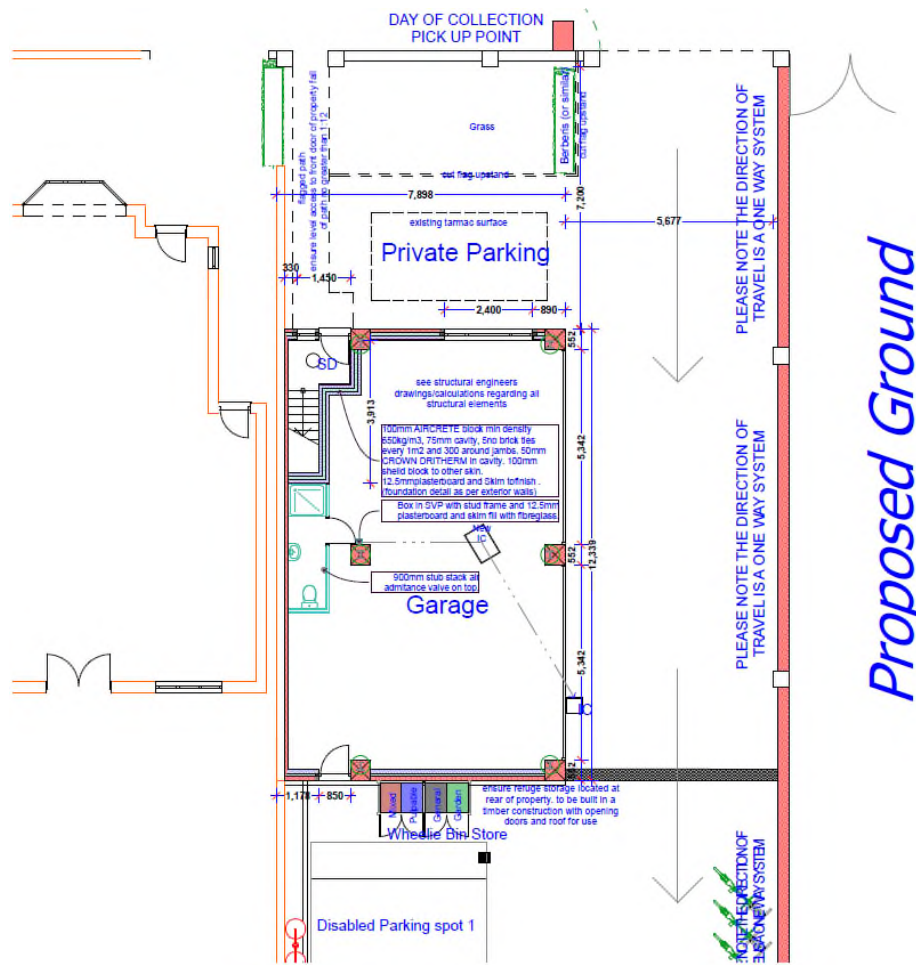 DAY OF COLLECTION
PICK UP POINT
Berberis (or similar)
cut flag upstand
Grass
cut flag upstand
flagged path
ensure level access to front door of property fall
of path no greater than 1:12
7,898
7,200
5,677
existing tarmac surface
Private Parking
330
1,450
2,400
890
PLEASE NOTE THE DIRECTION OF
TRAVEL IS A ONE WAY SYSTEM
Proposed Ground
SD
552
see structural engineers
drawings/calculations regarding all
structural elements
3,913
5,342
100mm AIRCRETE block min density
650kg/m3, 75mm cavity, 5no brick ties
every 1m2 and 300 around jambs. 50mm
CROWN DRITHERM in cavity. 100mm
sheild block to other skin.
12.5mmplasterboard and Skim tofinish .
(foundation detail as per exterior walls)
Box in SVP with stud frame and 12.5mm
plasterboard and skim fill with fibreglass.
New
IC
552
12,339
900mm stub stack air
admitance valve on top.
Garage
PLEASE NOTE THE DIRECTION OF
TRAVEL IS A ONE WAY SYSTEM
5,342
IC
552
1,178
850
Mixed
Pulpable
General
Garden
Wheelie Bin Store
ensure refuge storage located at
rear of property. to be built in a
timber construction with opening
doors and roof for use
Disabled Parking spot 1